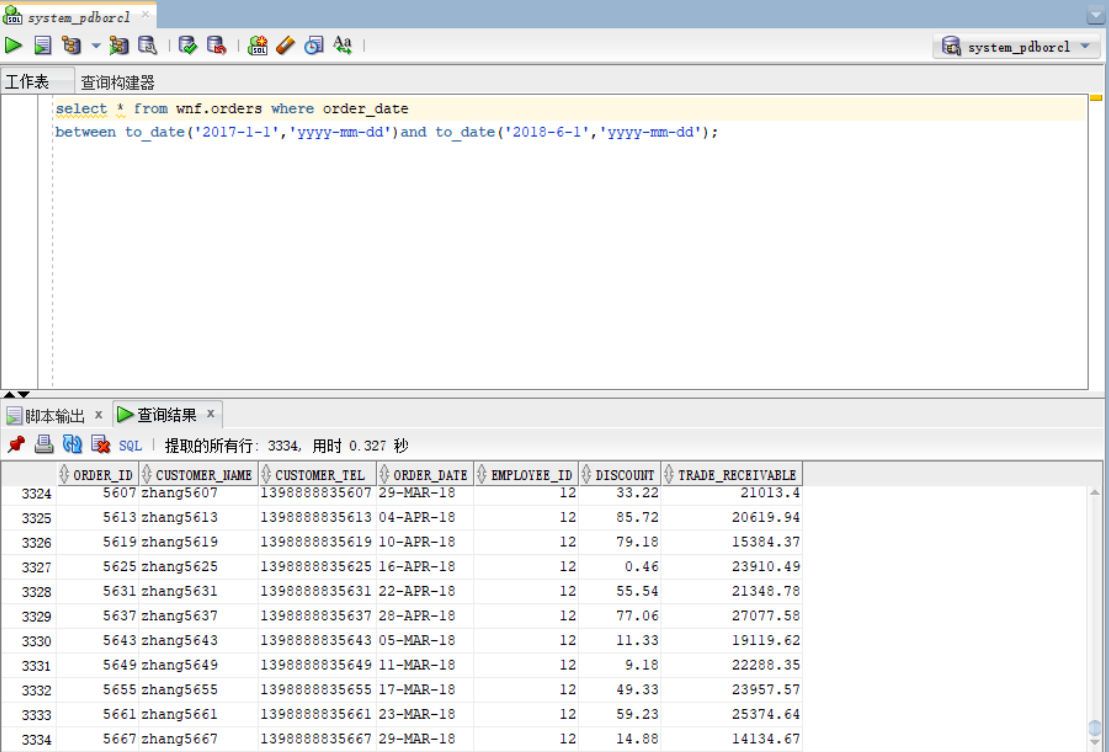 system_pdborcl
system_pdborcl
工作表 查询构建器
select * from wnf.orders where order_date
between to_date('2017-1-1','yyyy-mm-dd')and to_date('2018-6-1','yyyy-mm-dd');
脚本输出 x 查询结果 x
SQL | 提取的所有行: 3334, 用时 0.327 秒
ORDER_ID CUSTOMER_NAME CUSTOMER_TEL ORDER_DATE EMPLOYEE_ID DISCOUNT TRADE_RECEIVABLE
3324 5607 zhang5607 1398888835607 29-MAR-18 12 33.22 21013.4
3325 5613 zhang5613 1398888835613 04-APR-18 12 85.72 20619.94
3326 5619 zhang5619 1398888835619 10-APR-18 12 79.18 15384.37
3327 5625 zhang5625 1398888835625 16-APR-18 12 0.46 23910.49
3328 5631 zhang5631 1398888835631 22-APR-18 12 55.54 21348.78
3329 5637 zhang5637 1398888835637 28-APR-18 12 77.06 27077.58
3330 5643 zhang5643 1398888835643 05-MAR-18 12 11.33 19119.62
3331 5649 zhang5649 1398888835649 11-MAR-18 12 9.18 22288.35
3332 5655 zhang5655 1398888835655 17-MAR-18 12 49.33 23957.57
3333 5661 zhang5661 1398888835661 23-MAR-18 12 59.23 25374.64
3334 5667 zhang5667 1398888835667 29-MAR-18 12 14.88 14134.67